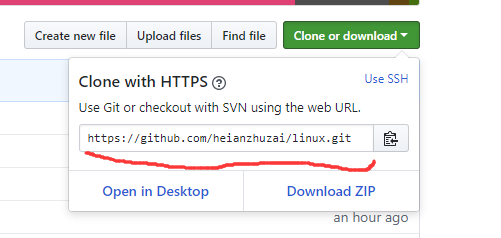 Create new file Upload files Find file Clone or download
Clone with HTTPS ? Use SSH
Use Git or checkout with SVN using the web URL.
https://github.com/heianzhuzai/linux.git
Open in Desktop Download ZIP
an hour ago